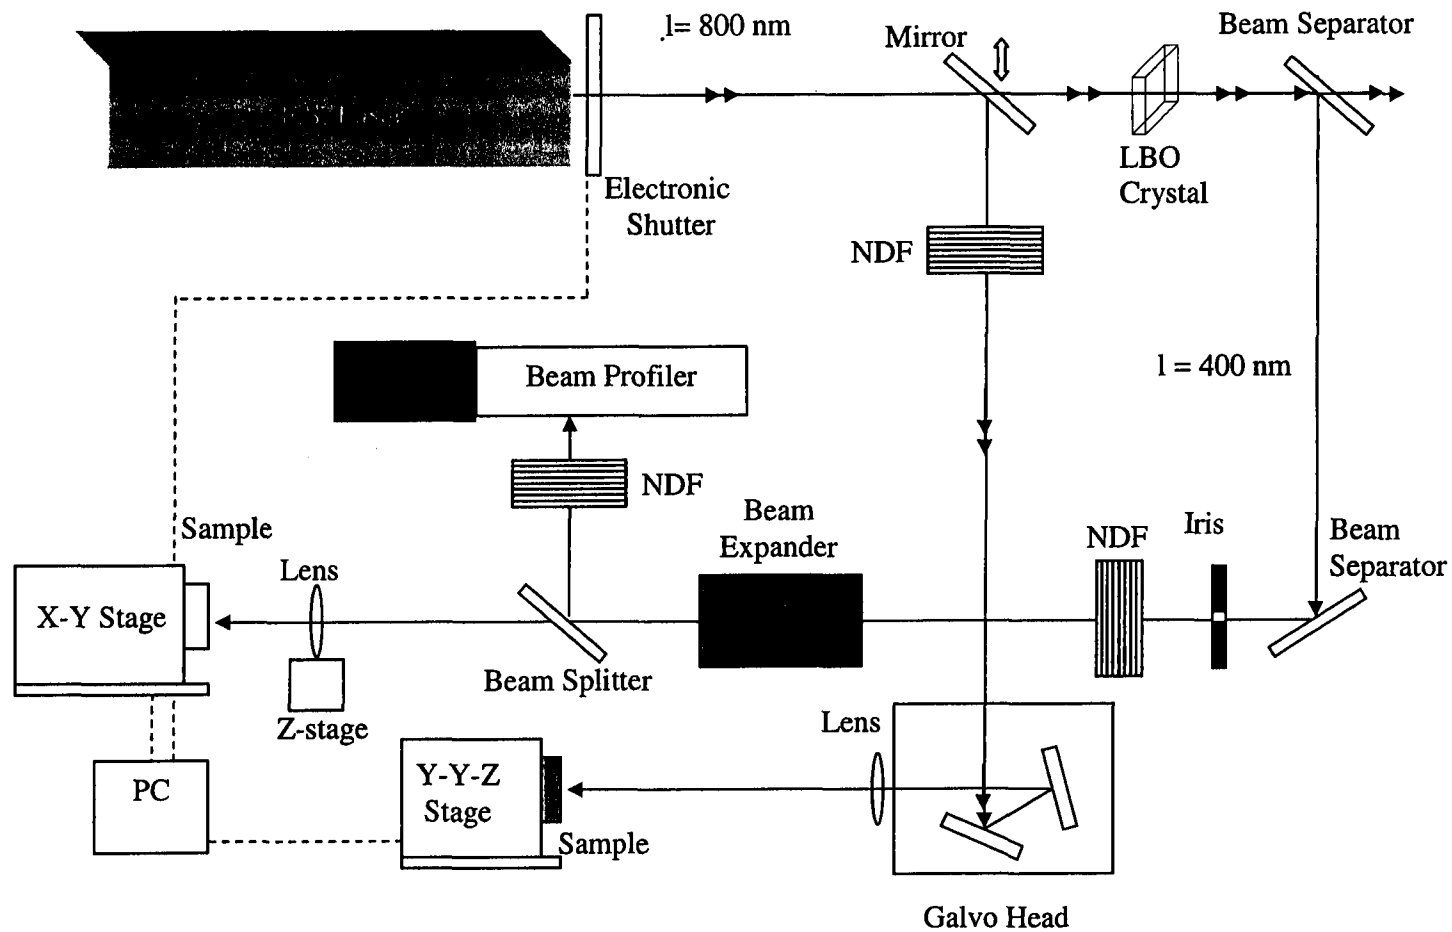 l= 800 nm
Mirror
Beam Separator
LBO
Crystal
Electronic
Shutter
NDF
l = 400 nm
Beam Profiler
NDF
Beam
Expander
NDF
Iris
Beam
Separator
Sample
Lens
X-Y Stage
Beam Splitter
Z-stage
Lens
PC
Y-Y-Z
Stage
Sample
Galvo Head